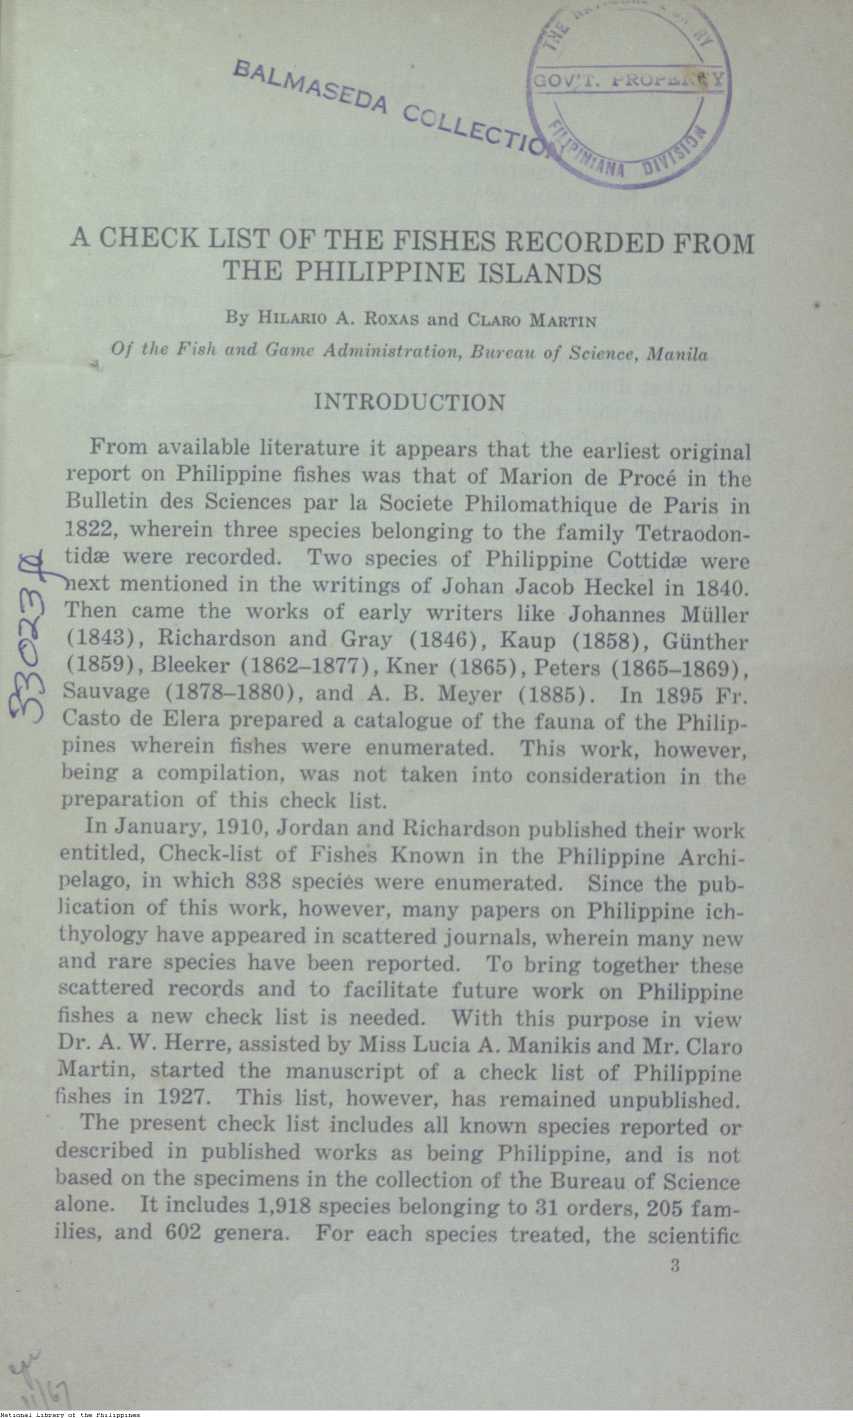 THE NATIONAL LIBRARY
GOV'T. PROPERTY
FILIPINIANA DIVISION
BALMASEDA COLLECTION
A CHECK LIST OF THE FISHES RECORDED FROM
THE PHILIPPINE ISLANDS
By HILARIO A. ROXAS and CLARO MARTIN
Of the Fish and Game Administration, Bureau of Science, Manila
INTRODUCTION
From available literature it appears that the earliest original
report on Philippine fishes was that of Marion de Procé in the
Bulletin des Sciences par la Societe Philomathique de Paris in
1822, wherein three species belonging to the family Tetraodon-
tidæ were recorded. Two species of Philippine Cottidæ were
next mentioned in the writings of Johan Jacob Heckel in 1840.
Then came the works of early writers like Johannes Müller
(1843), Richardson and Gray (1846), Kaup (1858), Günther
(1859), Bleeker (1862–1877), Kner (1865), Peters (1865–1869),
Sauvage (1878–1880), and A. B. Meyer (1885). In 1895 Fr.
Casto de Elera prepared a catalogue of the fauna of the Philip-
pines wherein fishes were enumerated. This work, however,
being a compilation, was not taken into consideration in the
preparation of this check list.
In January, 1910, Jordan and Richardson published their work
entitled, Check-list of Fishes Known in the Philippine Archi-
pelago, in which 838 species were enumerated. Since the pub-
lication of this work, however, many papers on Philippine ich-
thyology have appeared in scattered journals, wherein many new
and rare species have been reported. To bring together these
scattered records and to facilitate future work on Philippine
fishes a new check list is needed. With this purpose in view
Dr. A. W. Herre, assisted by Miss Lucia A. Manikis and Mr. Claro
Martin, started the manuscript of a check list of Philippine
fishes in 1927. This list, however, has remained unpublished.
The present check list includes all known species reported or
described in published works as being Philippine, and is not
based on the specimens in the collection of the Bureau of Science
alone. It includes 1,918 species belonging to 31 orders, 205 fam-
ilies, and 602 genera. For each species treated, the scientific
3
33023
National Library of the Philippines